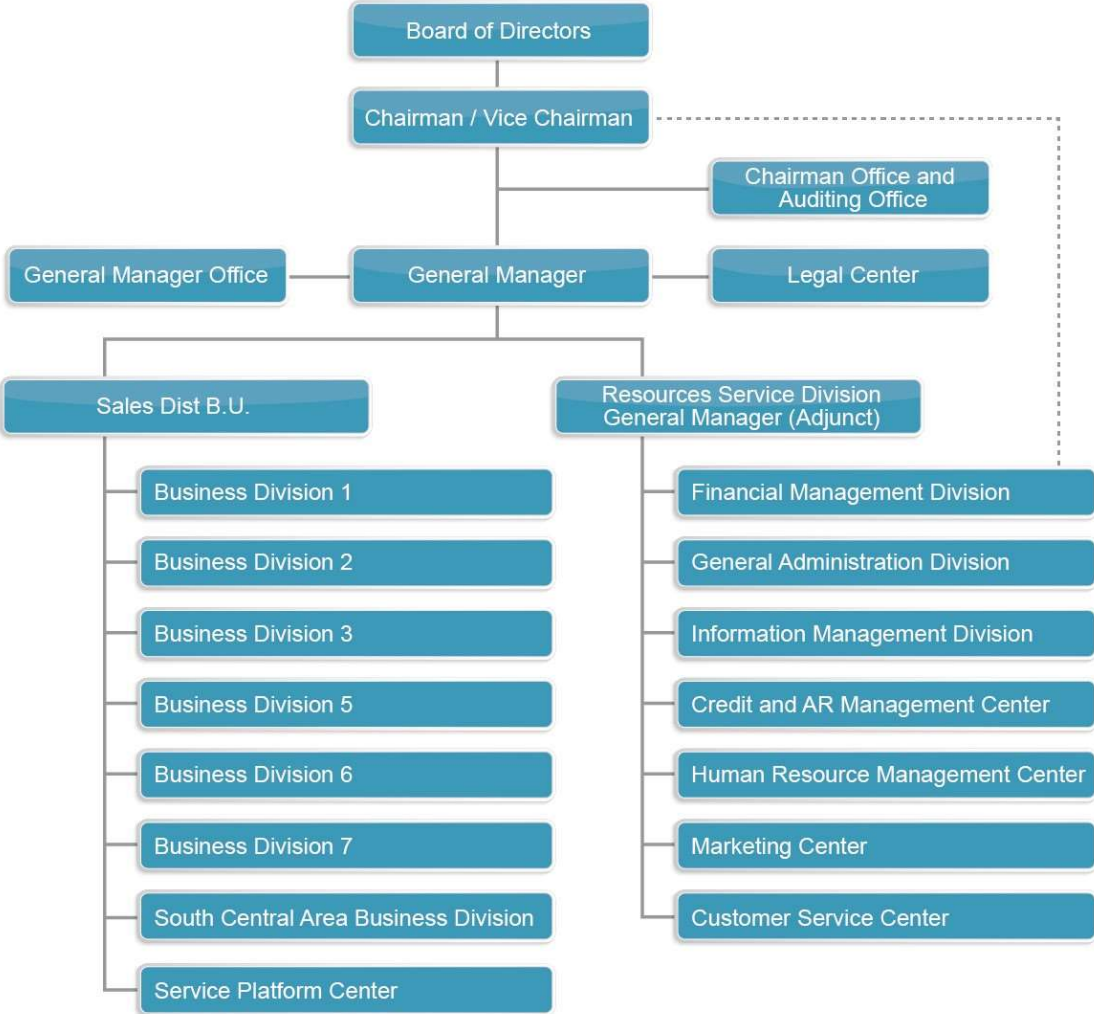 Board of Directors
Chairman / Vice Chairman
Chairman Office and
Auditing Office
General Manager Office
General Manager
Legal Center
Sales Dist B.U.
Resources Service Division
General Manager (Adjunct)
Business Division 1
Business Division 2
Business Division 3
Business Division 5
Business Division 6
Business Division 7
South Central Area Business Division
Service Platform Center
Financial Management Division
General Administration Division
Information Management Division
Credit and AR Management Center
Human Resource Management Center
Marketing Center
Customer Service Center